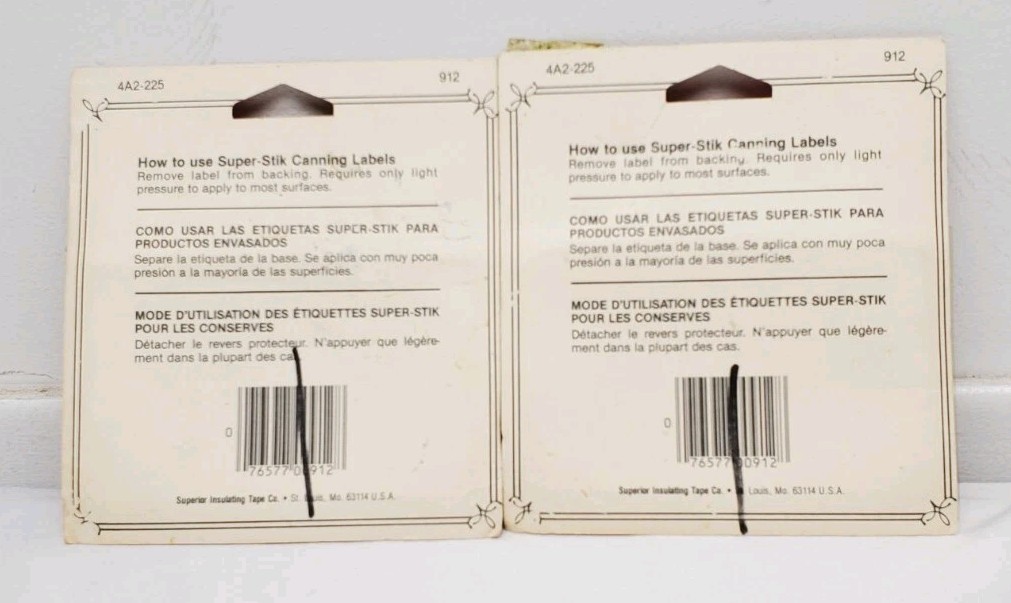 4A2-225 912
How to use Super-Stik Canning Labels
Remove label from backing. Requires only light
pressure to apply to most surfaces.
COMO USAR LAS ETIQUETAS SUPER-STIK PARA
PRODUCTOS ENVASADOS
Separe la etiqueta de la base. Se aplica con muy poca
presión a la mayoría de las superficies.
MODE D'UTILISATION DES ÉTIQUETTES SUPER-STIK
POUR LES CONSERVES
Détacher le revers protecteur. N'appuyer que légère-
ment dans la plupart des cas
0
76577 00912
Superior Insulating Tape Co. • St. Louis, Mo. 63114 U.S.A.
4A2-225 912
How to use Super-Stik Canning Labels
Remove label from backing. Requires only light
pressure to apply to most surfaces.
COMO USAR LAS ETIQUETAS SUPER-STIK PARA
PRODUCTOS ENVASADOS
Separe la etiqueta de la base. Se aplica con muy poca
presión a la mayoría de las superficies.
MODE D'UTILISATION DES ÉTIQUETTES SUPER-STIK
POUR LES CONSERVES
Détacher le revers protecteur. N'appuyer que légère-
ment dans la plupart des cas.
0
76577 00912
Superior Insulating Tape Co. • Louis, Mo. 63114 U.S.A.